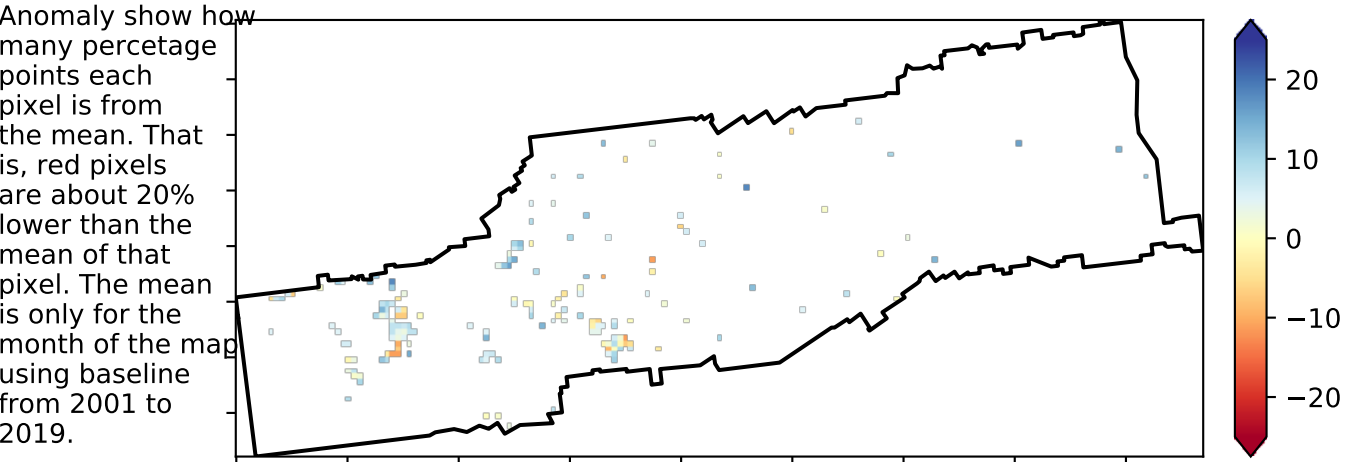 Anomaly show how
many percetage
points each
pixel is from
the mean. That
is, red pixels
are about 20%
lower than the
mean of that
pixel. The mean
is only for the
month of the map
using baseline
from 2001 to
2019.
20
10
0
−10
−20